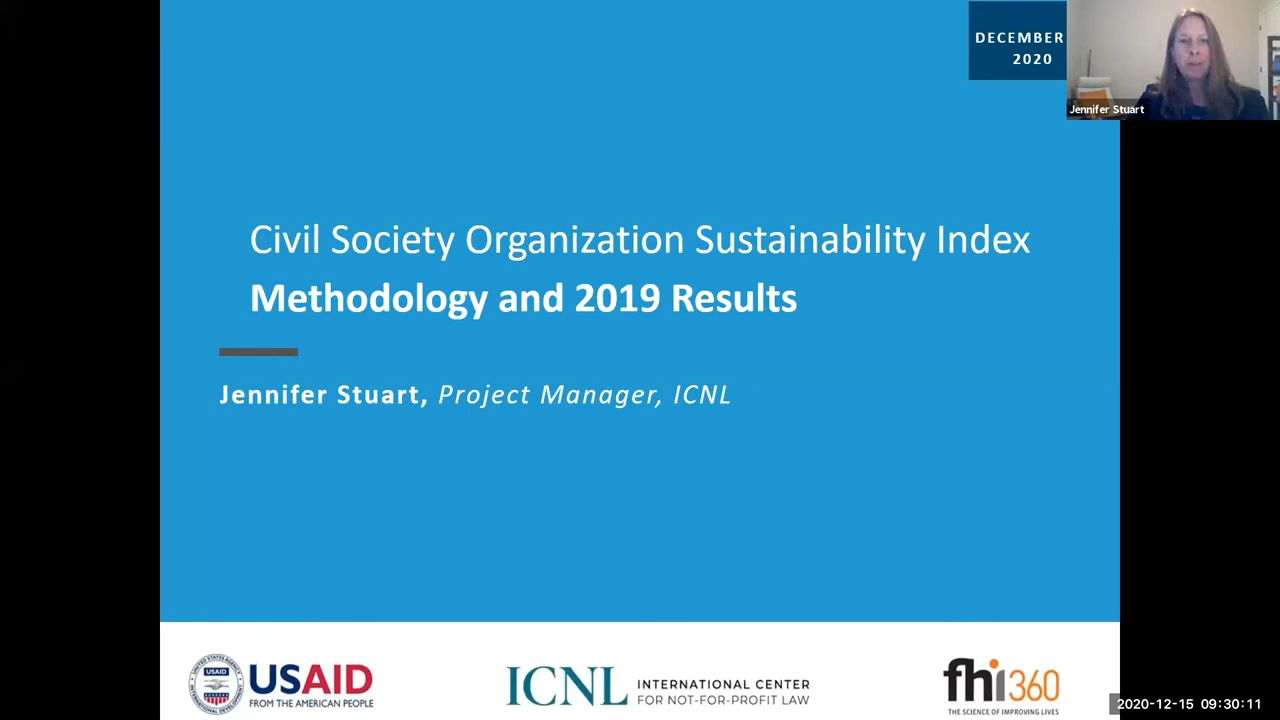 DECEMBER
2020
Jennifer Stuart
Civil Society Organization Sustainability Index
Methodology and 2019 Results
Jennifer Stuart, Project Manager, ICNL
USAID
USAID
FROM THE AMERICAN PEOPLE
ICNL
INTERNATIONAL CENTER
FOR NOT-FOR-PROFIT LAW
fhi360
THE SCIENCE OF IMPROVING LIVES
2020-12-15 09:30:11